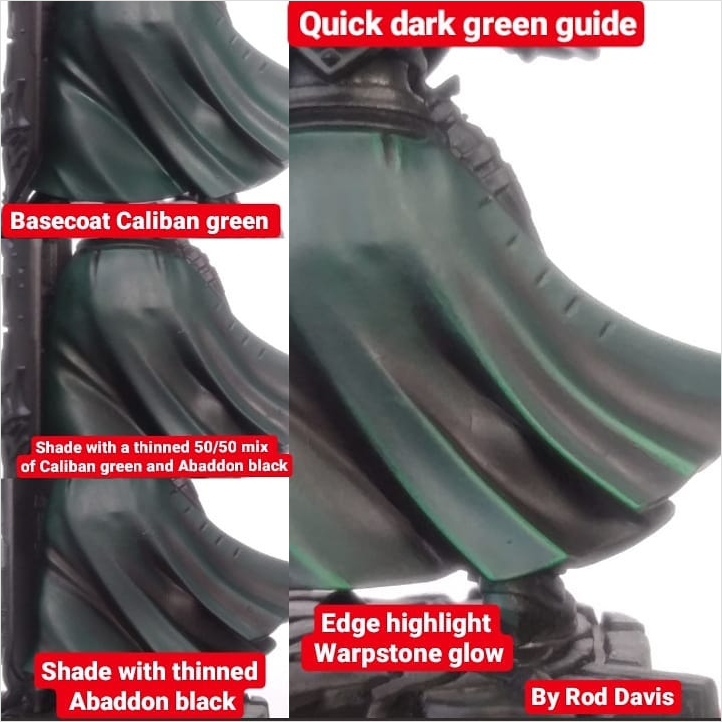 Quick dark green guide
Basecoat Caliban green
Shade with a thinned 50/50 mix
of Caliban green and Abaddon black
Shade with thinned
Abaddon black
Edge highlight
Warpstone glow
By Rod Davis